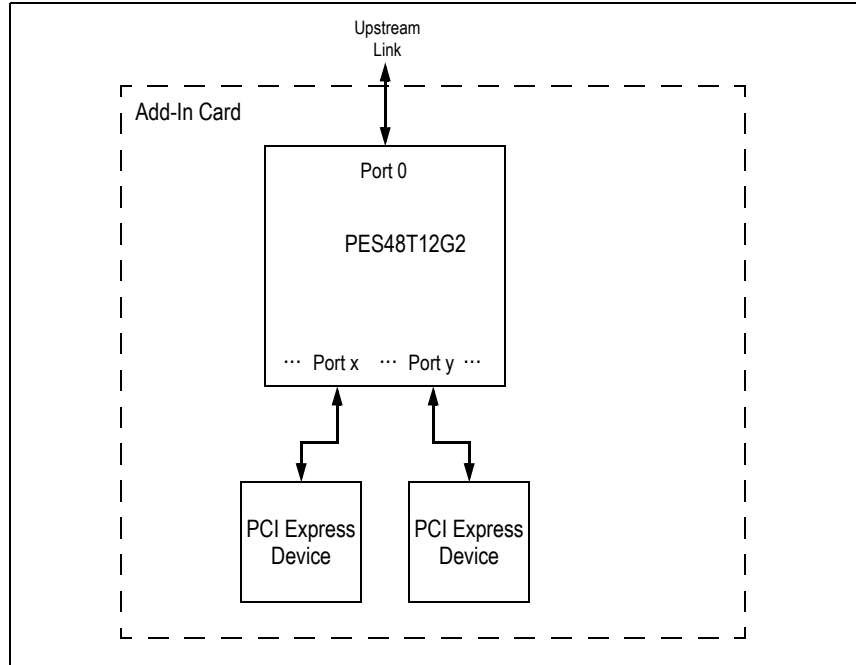 Upstream
Link
Add-In Card
Port 0
PES48T12G2
··· Port x ··· Port y ···
PCI Express
Device
PCI Express
Device